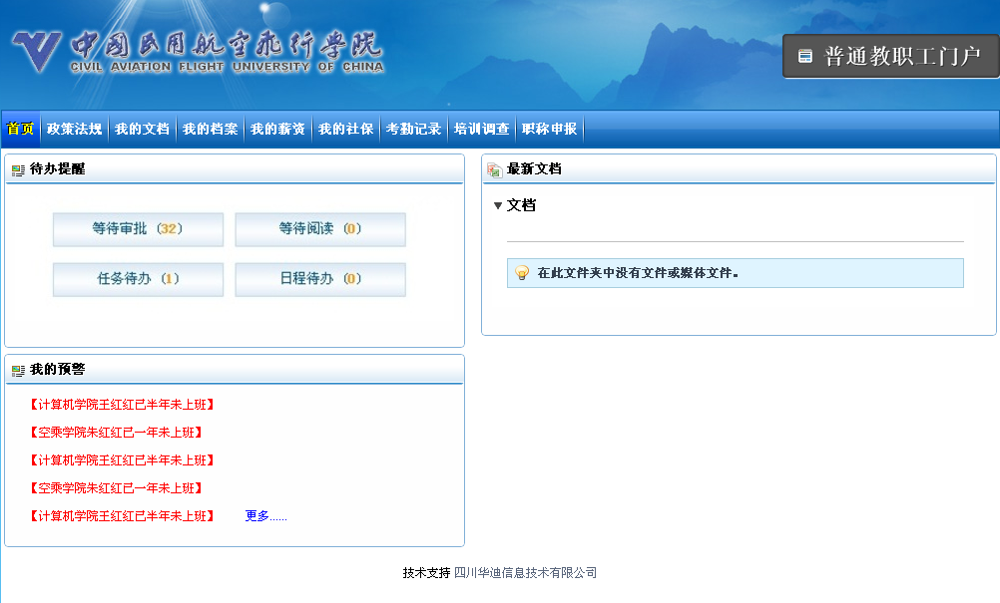 中国民用航空飞行学院
CIVIL AVIATION FLIGHT UNIVERSITY OF CHINA
普通教职工门户
首页 政策法规 我的文档 我的档案 我的薪资 我的社保 考勤记录 培训调查 职称申报
待办提醒
等待审批 (32) 等待阅读 (0)
任务待办 (1) 日程待办 (0)
最新文档
文档
在此文件夹中没有文件或媒体文件。
我的预警
【计算机学院王红红已半年未上班】
【空乘学院朱红红已一年未上班】
【计算机学院王红红已半年未上班】
【空乘学院朱红红已一年未上班】
【计算机学院王红红已半年未上班】 更多......
技术支持 四川华迪信息技术有限公司